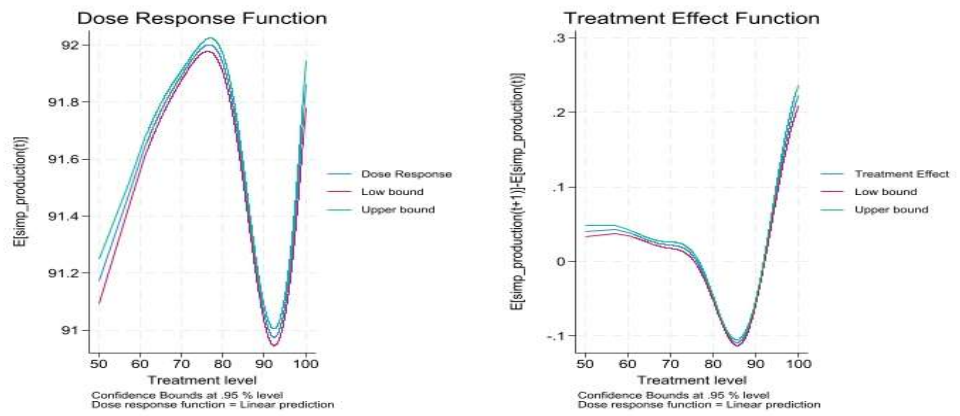 Dose Response Function
E[simp_production(t)]
92
91.8
91.6
91.4
91.2
91
50 60 70 80 90 100
Treatment level
Confidence Bounds at .95 % level
Dose response function = Linear prediction
Dose Response
Low bound
Upper bound
Treatment Effect Function
E[simp_production(t+1)]-E[simp_production(t)]
.3
.2
.1
0
-.1
50 60 70 80 90 100
Treatment level
Confidence Bounds at .95 % level
Dose response function = Linear prediction
Treatment Effect
Low bound
Upper bound